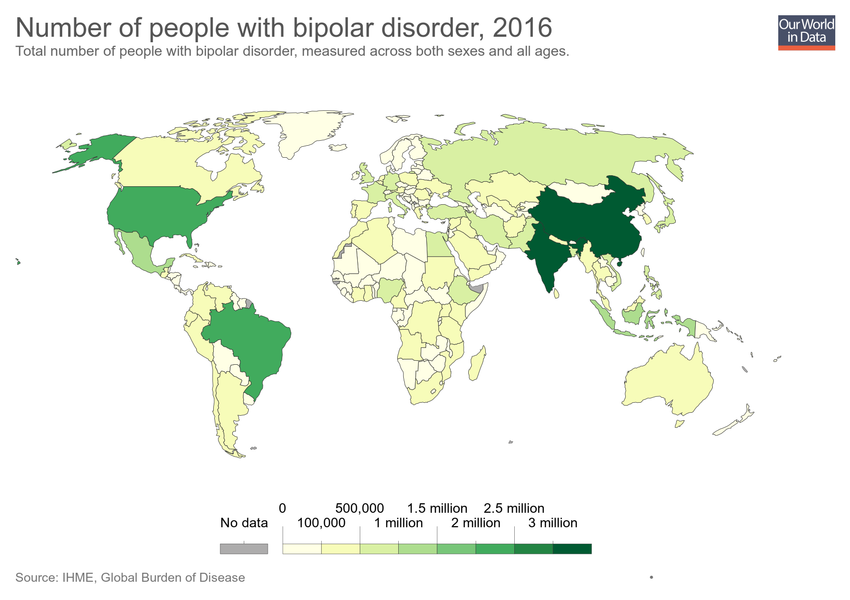 Number of people with bipolar disorder, 2016
Our World
in Data
Total number of people with bipolar disorder, measured across both sexes and all ages.
0 500,000 1.5 million 2.5 million
No data 100,000 1 million 2 million 3 million
Source: IHME, Global Burden of Disease